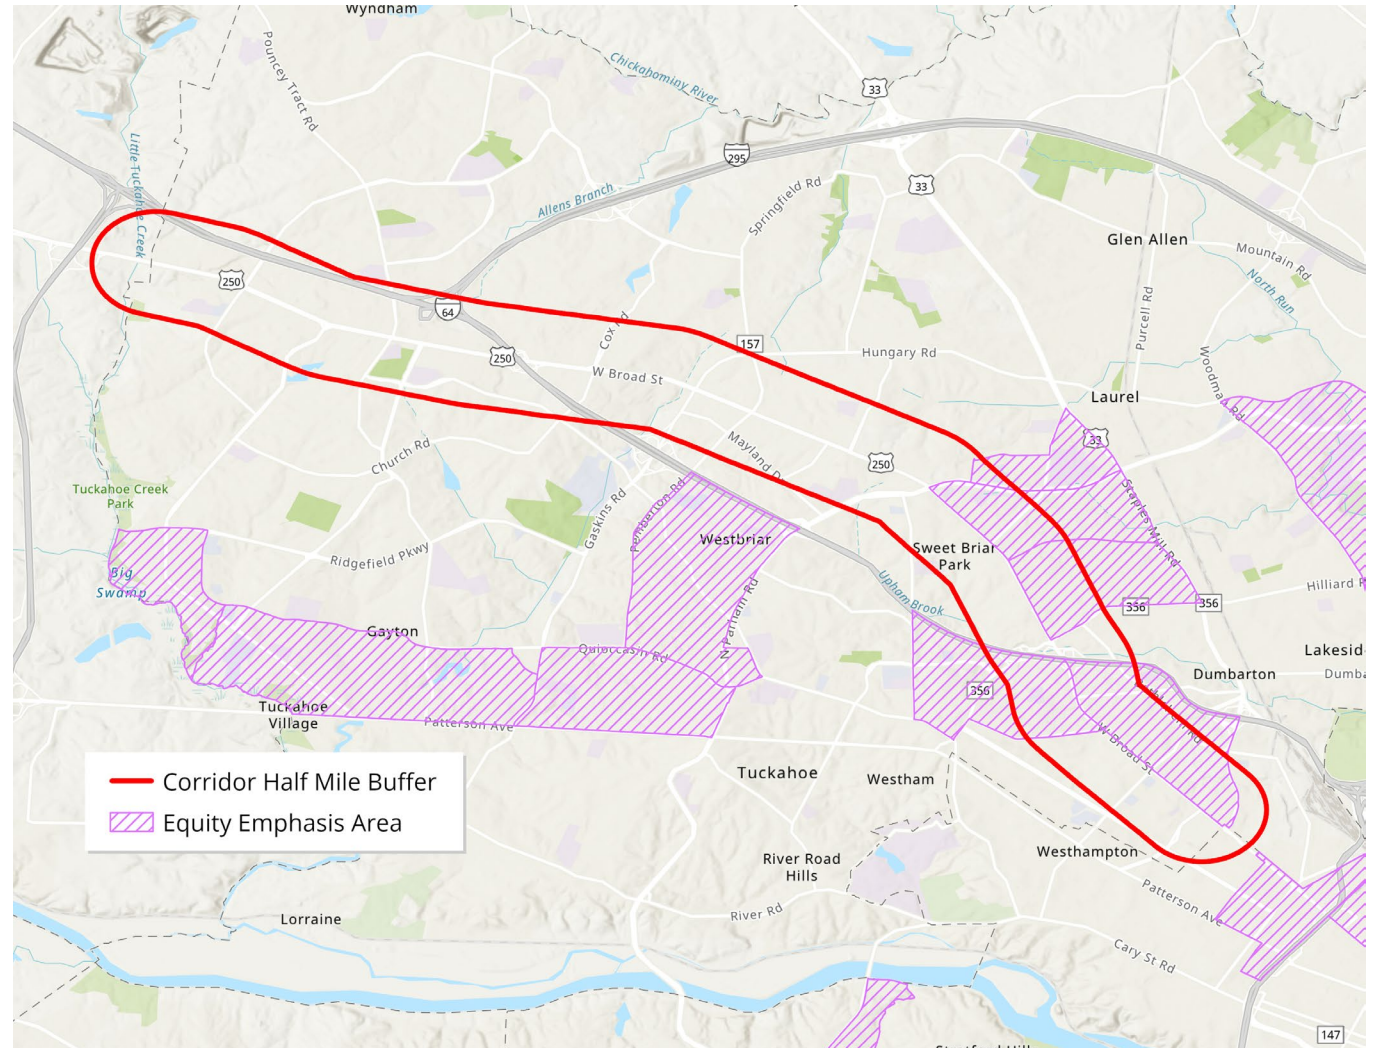 Wyndham
Pouncey Tract Rd
Chickahominy River
33
295
Little Tuckahoe Creek
Allens Branch
Springfield Rd
33
Glen Allen
Mountain Rd
North Run
250
64
Cox Rd
157
Purcell Rd
250
Hungary Rd
W Broad St
Woodman Rd
Laurel
33
Church Rd
Mayland Dr
250
Tuckahoe Creek
Park
Gaskins Rd
Pemberton Rd
Staples Mill Rd
Westbriar
Ridgefield Pkwy
Sweet Briar
Park
Big
Swamp
Upham Brook
N Parham Rd
356
356
Hilliard R
Gayton
Quioccasin Rd
Lakesid
Dumbarton
Dumba
356
Tuckahoe
Village
Patterson Ave
W Broad St
Tuckahoe
Westham
Corridor Half Mile Buffer
Equity Emphasis Area
River Road
Hills
Westhampton
Patterson Ave
Lorraine
River Rd
Cary St Rd
147